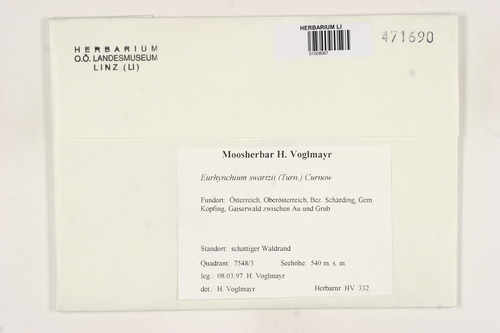 HERBARIUM
O.Ö. LANDESMUSEUM
LINZ (LI)
HERBARIUM LI
471690
Moosherbar H. Voglmayr
Eurhynchium swartzii (Turn.) Curnow
Fundort: Österreich, Oberösterreich, Bez. Schärding, Gem.
Kopfing, Gaiserwald zwischen Au und Grub
Standort: schattiger Waldrand
Quadrant: 7548/3 Seehöhe: 540 m. s. m.
leg.: 08.03.97 H. Voglmayr
det.: H. Voglmayr Herbarnr. HV 332